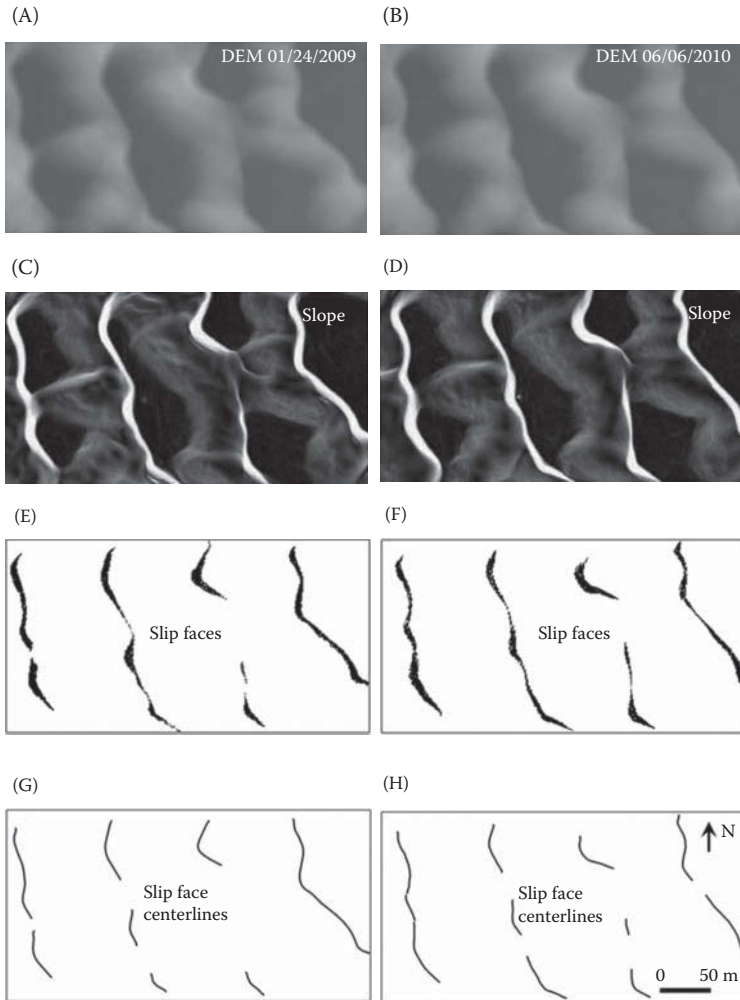 (A)
(B)
DEM 01/24/2009
DEM 06/06/2010
(C)
(D)
Slope
Slope
(E)
(F)
Slip faces
Slip faces
(G)
(H)
N
Slip face
centerlines
Slip face
centerlines
0 50 m